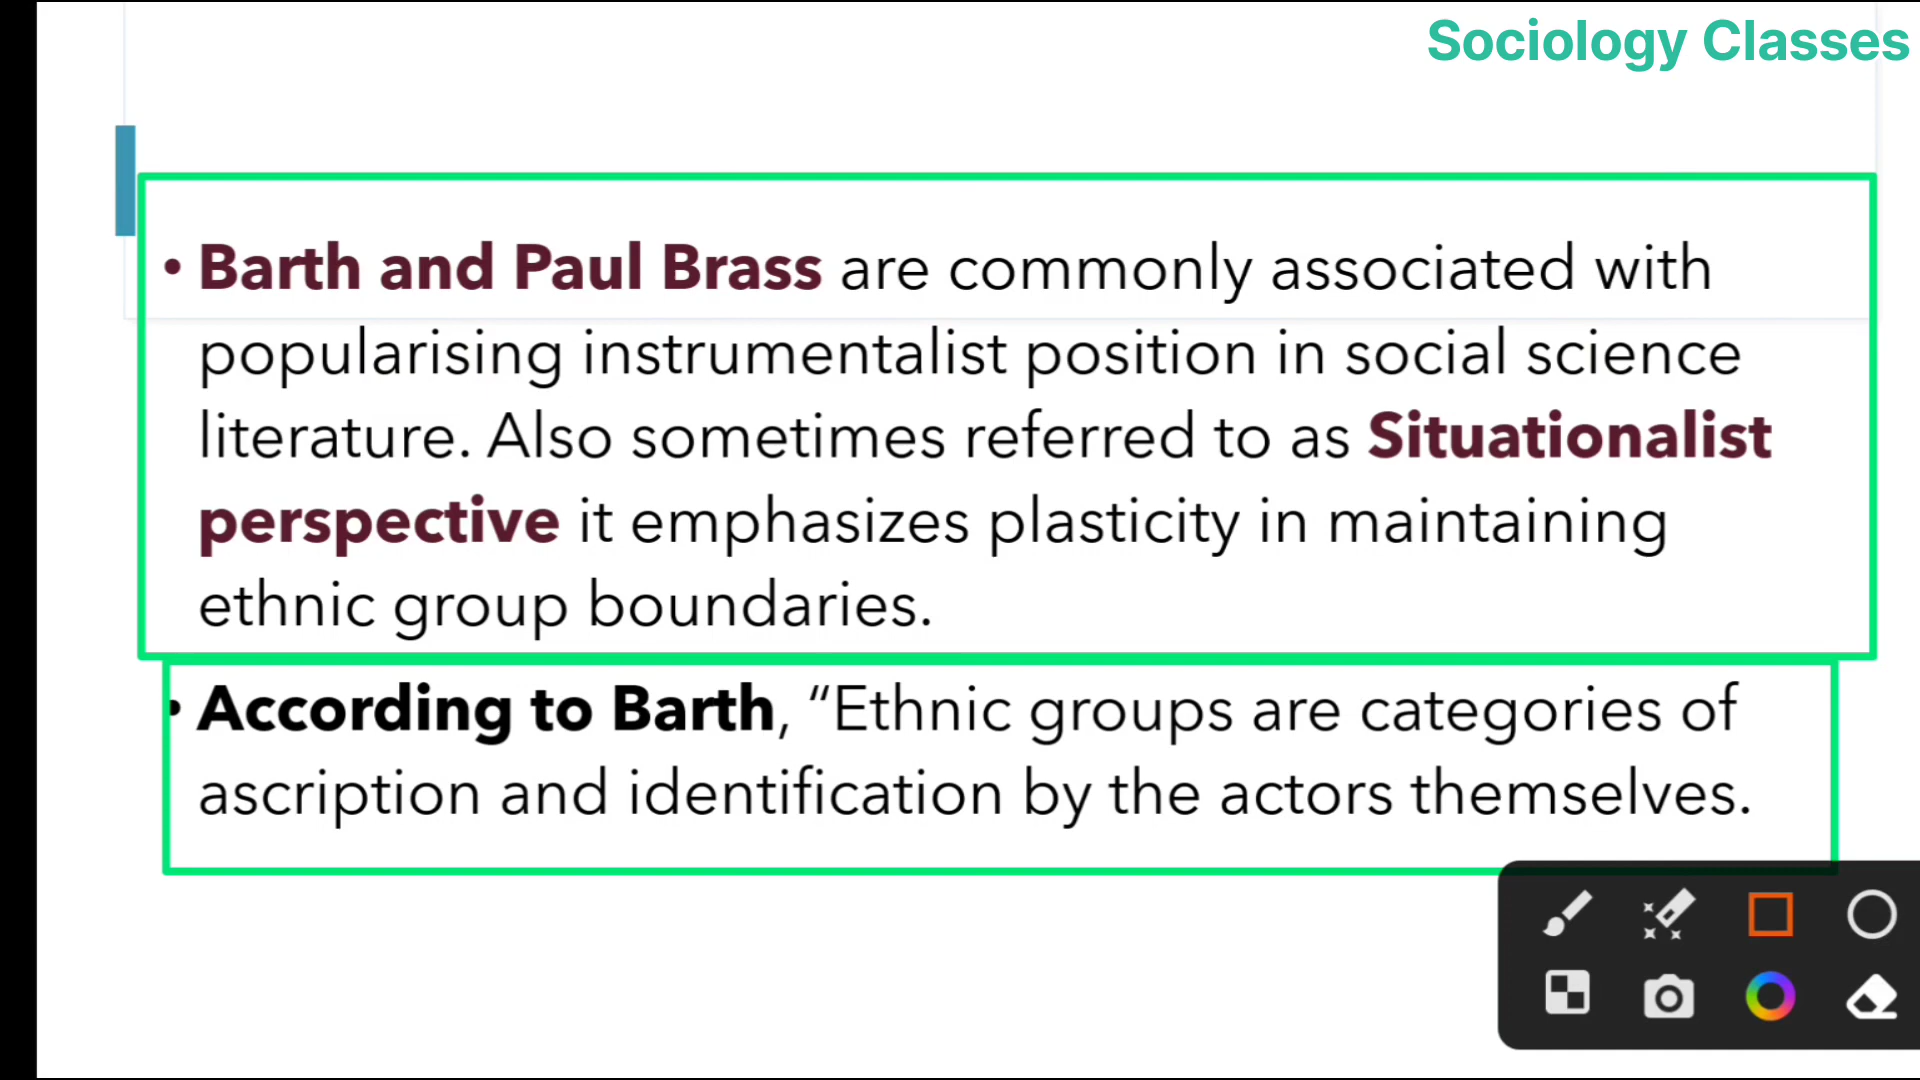 Sociology Classes
• Barth and Paul Brass are commonly associated with
popularising instrumentalist position in social science
literature. Also sometimes referred to as Situationalist
perspective it emphasizes plasticity in maintaining
ethnic group boundaries.
• According to Barth, “Ethnic groups are categories of
ascription and identification by the actors themselves.